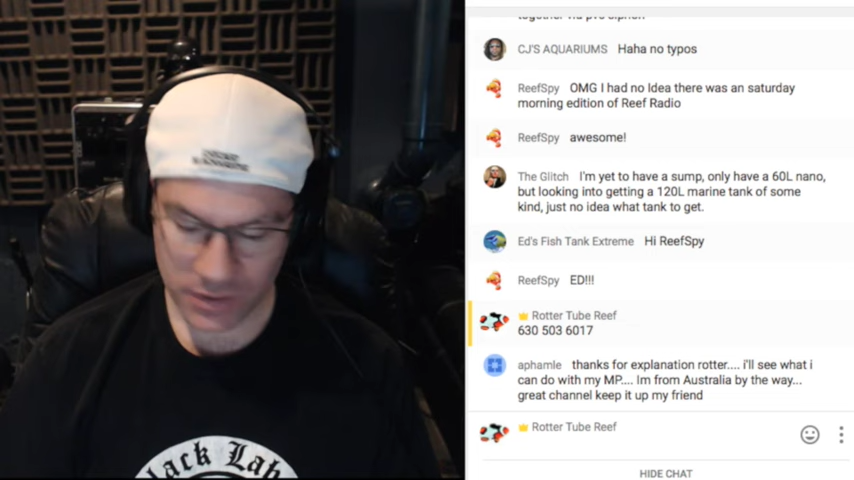 CJ'S AQUARIUMS Haha no typos
ReefSpy OMG I had no Idea there was an saturday
morning edition of Reef Radio
ReefSpy awesome!
The Glitch I'm yet to have a sump, only have a 60L nano,
but looking into getting a 120L marine tank of some
kind, just no idea what tank to get.
Ed's Fish Tank Extreme Hi ReefSpy
ReefSpy ED!!!
Rotter Tube Reef
630 503 6017
aphamle thanks for explanation rotter.... i'll see what i
can do with my MP.... Im from Australia by the way...
great channel keep it up my friend
Rotter Tube Reef
HIDE CHAT
lack Lab